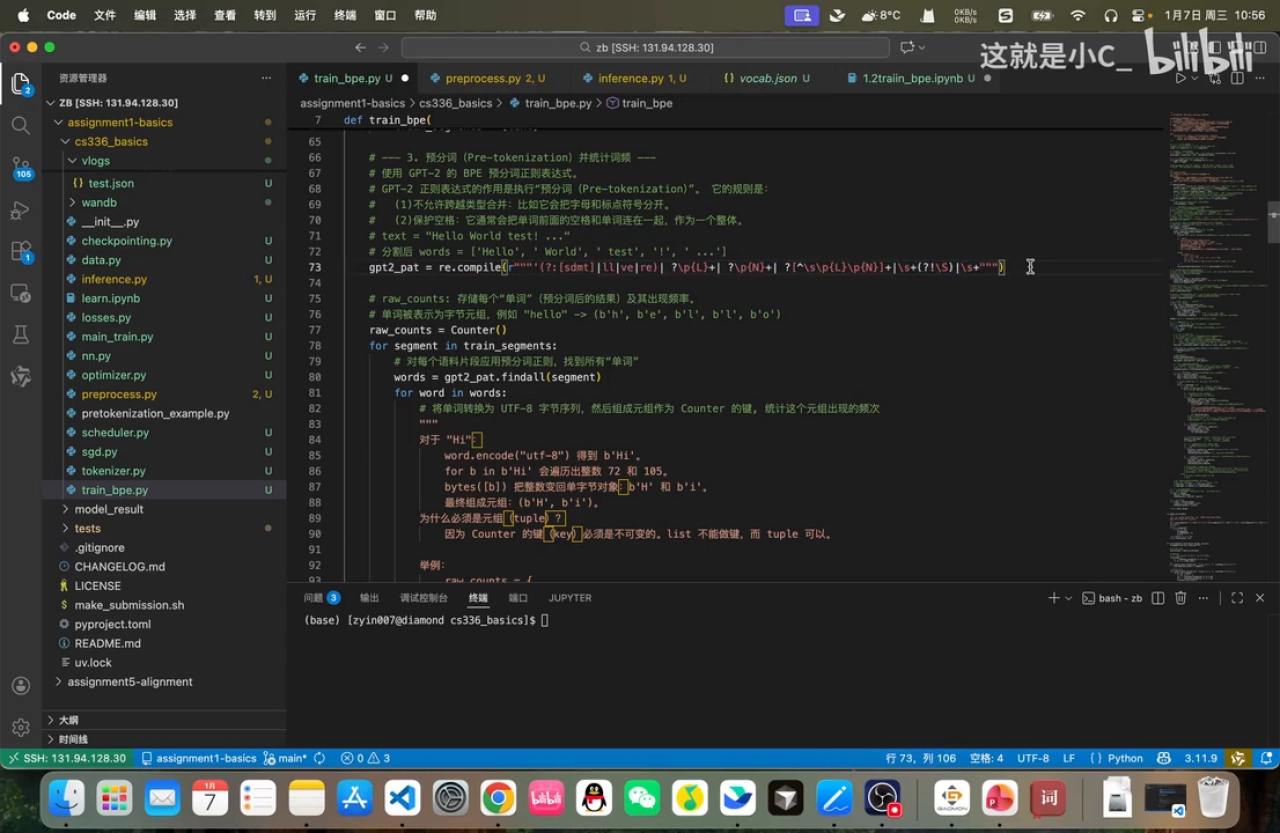 Code 文件 编辑 选择 查看 转到 运行 终端 窗口 帮助 8°C 0KB/s 0KB/s 1月7日 周三 10:56
zb [SSH: 131.94.128.30]
这就是小C_ bilibili
资源管理器
ZB [SSH: 131.94.128.30]
assignment1-basics
cs336_basics
vlogs
test.json U
wandb
__init__.py
checkpointing.py U
data.py U
inference.py 1, U
learn.ipynb U
losses.py U
main_train.py U
nn.py U
optimizer.py U
preprocess.py 2, U
pretokenization_example.py
scheduler.py U
sgd.py U
tokenizer.py U
train_bpe.py U
model_result
tests
.gitignore
CHANGELOG.md
LICENSE
make_submission.sh
pyproject.toml
README.md
uv.lock
assignment5-alignment
大纲
时间线
2
105
1
train_bpe.py U preprocess.py 2, U inference.py 1, U vocab.json U 1.2traiin_bpe.ipynb U
assignment1-basics > cs336_basics > train_bpe.py > train_bpe
7 def train_bpe(
65
66 # --- 3. 预分词（Pre-tokenization）并统计词频 ---
67 # 使用 GPT-2 的 BPE 预分词正则表达式。
68 # GPT-2 正则表达式的作用是执行“预分词（Pre-tokenization）”。 它的规则是：
69 # (1)不允许跨越类型合并：比如它会把字母和标点符号分开。
70 # (2)保护空格：它通常会把单词前面的空格和单词连在一起，作为一个整体。
71 # text = "Hello World test! ..."
72 # 分割后 words = ['Hello', ' World', ' test', '!', ' ...']
73 gpt2_pat = re.compile(r"""'(?:[sdmt]|ll|ve|re)| ?\p{L}+| ?\p{N}+| ?[^\s\p{L}\p{N}]+|\s+(?!\S)|\s+""")
74
75 # raw_counts: 存储每个“单词”（预分词后的结果）及其出现频率。
76 # 单词被表示为字节元组，例如 "hello" -> (b'h', b'e', b'l', b'l', b'o')
77 raw_counts = Counter()
78 for segment in train_segments:
79 # 对每个语料片段应用预分词正则，找到所有“单词”
80 words = gpt2_pat.findall(segment)
81 for word in words:
82 # 将单词转换为 UTF-8 字节序列，然后组成元组作为 Counter 的键, 统计这个元组出现的频次
83 """
84 对于 "Hi"：
85 word.encode("utf-8") 得到 b'Hi'。
86 for b in b'Hi' 会遍历出整数 72 和 105。
87 bytes([b]) 把整数变回单字节对象：b'H' 和 b'i'。
88 最终组成元组：(b'H', b'i')。
89 为什么必须是元组（tuple）？
90 因为 Counter 的键（key）必须是不可变的。list 不能做键，而 tuple 可以。
91
92 举例：
93 raw_counts = {
问题 3 输出 调试控制台 终端 端口 JUPYTER bash - zb
(base) [zyin007@diamond cs336_basics]$
SSH: 131.94.128.30 assignment1-basics main* 0 3 行 73，列 106 空格: 4 UTF-8 LF { } Python 3.11.9
1月 7 bilibili GAOMON P 词